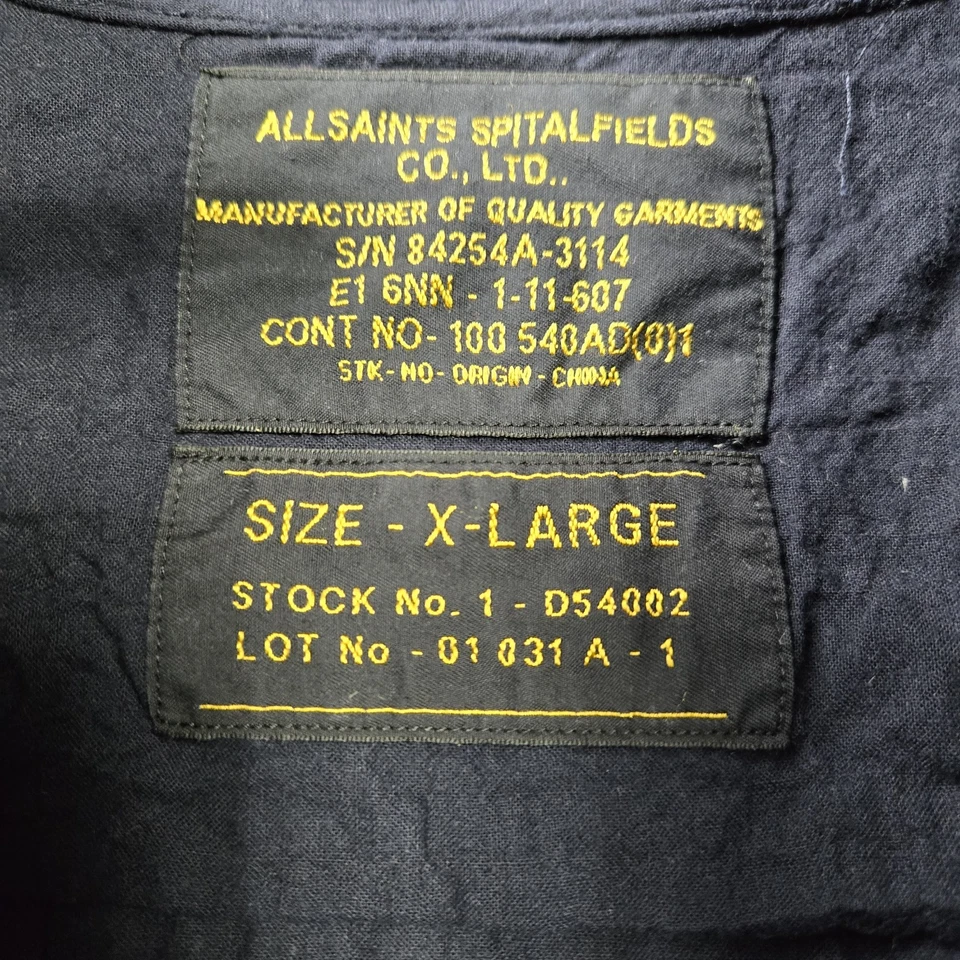 ALLSAINTS SPITALFIELDS
CO., LTD..
MANUFACTURER OF QUALITY GARMENTS
S/N 84254A-3114
E1 6NN - 1-11-607
CONT NO- 100 540AD(0)1
STK-NO-ORIGIN-CHINA
SIZE - X-LARGE
STOCK No. 1 - D54002
LOT No - 01 031 A - 1